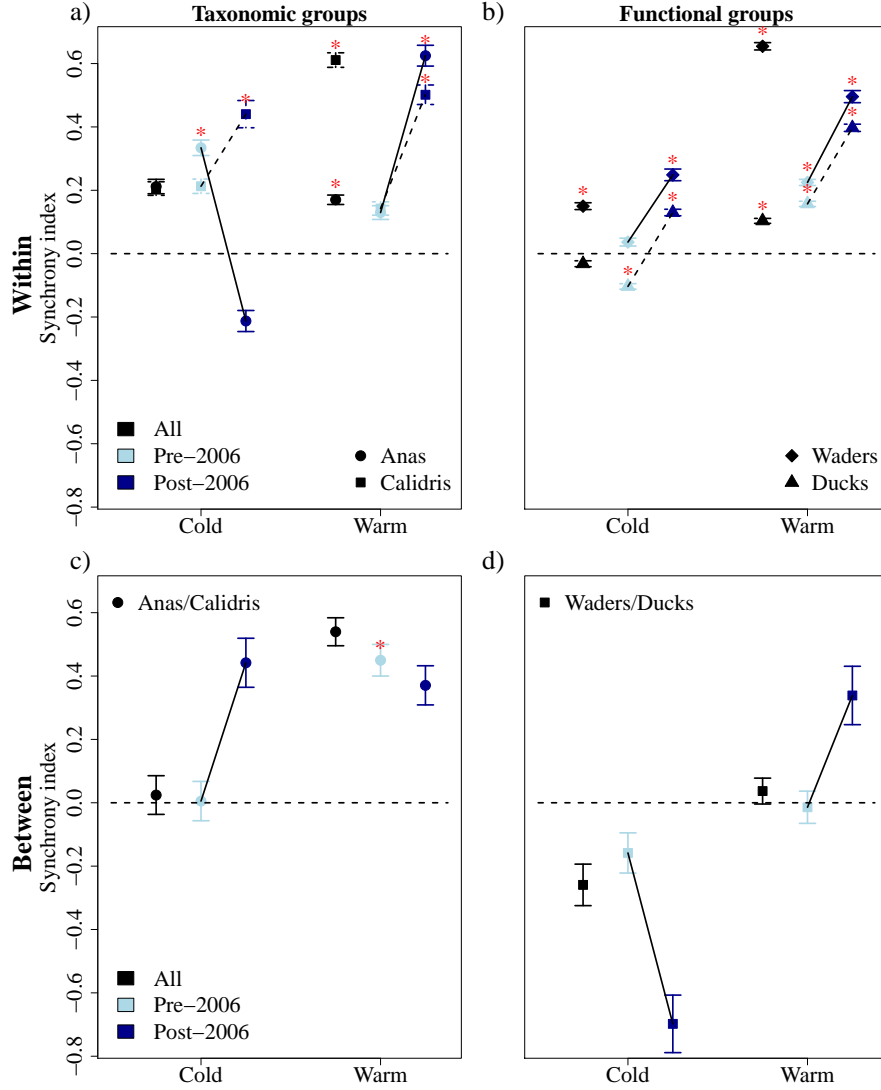 a) Taxonomic groups
b) Functional groups
Within
Synchrony index
0.6
0.4
0.2
0.0
−0.2
−0.4
−0.6
−0.8
* * * * * *
All
Pre−2006
Post−2006
Anas
Calidris
Cold Warm
* * * * * * * * * *
Waders
Ducks
Cold Warm
c)
d)
Between
Synchrony index
0.6
0.4
0.2
0.0
−0.2
−0.4
−0.6
−0.8
Anas/Calidris
*
All
Pre−2006
Post−2006
Cold Warm
Waders/Ducks
Cold Warm